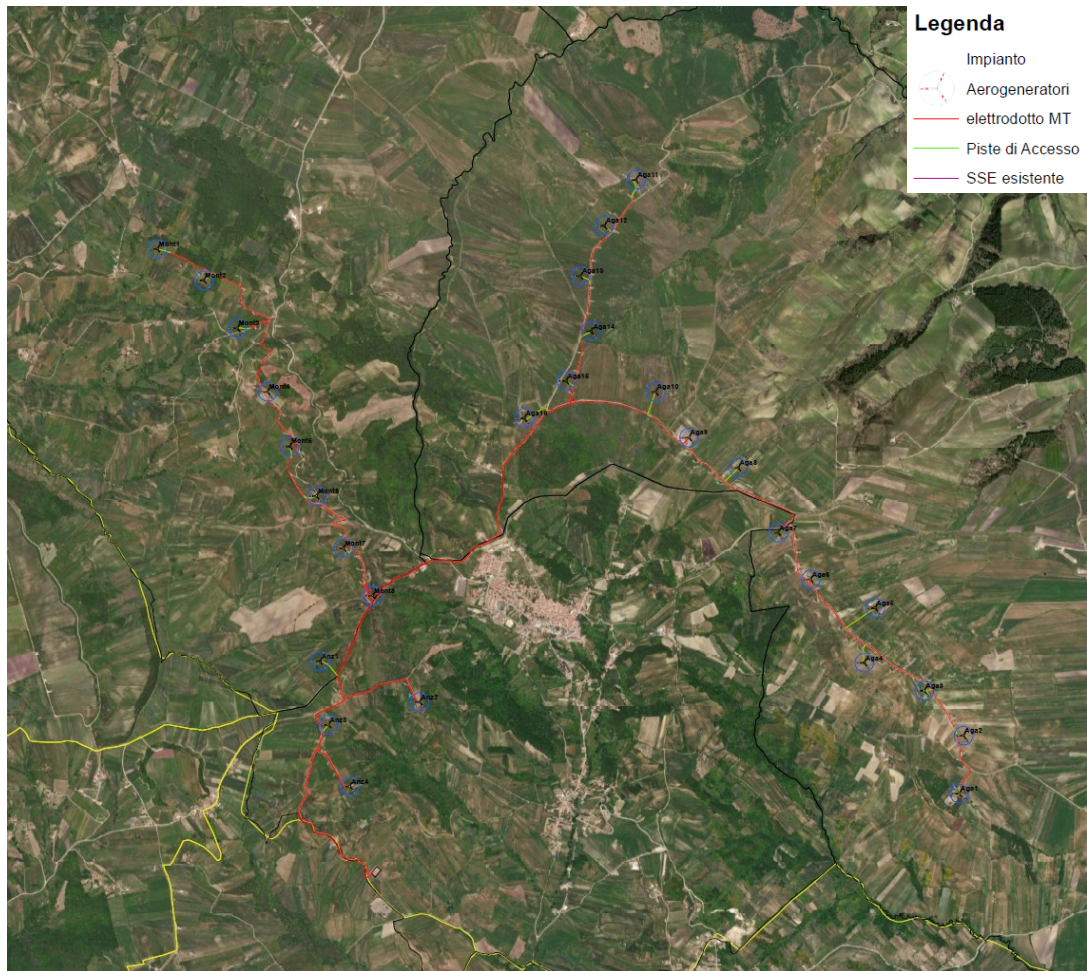 Legenda
Impianto
Aerogeneratori
elettrodotto MT
Piste di Accesso
SSE esistente
Aga11
Aga12
Mont1
Mont2
Aga13
Mont3
Aga14
Aga15
Mont4
Aga10
Aga16
Aga9
Mont5
Aga8
Mont6
Aga7
Mont7
Aga6
Mont8
Aga5
Anz1
Aga4
Aga3
Anz2
Anz3
Aga2
Anz4
Aga1